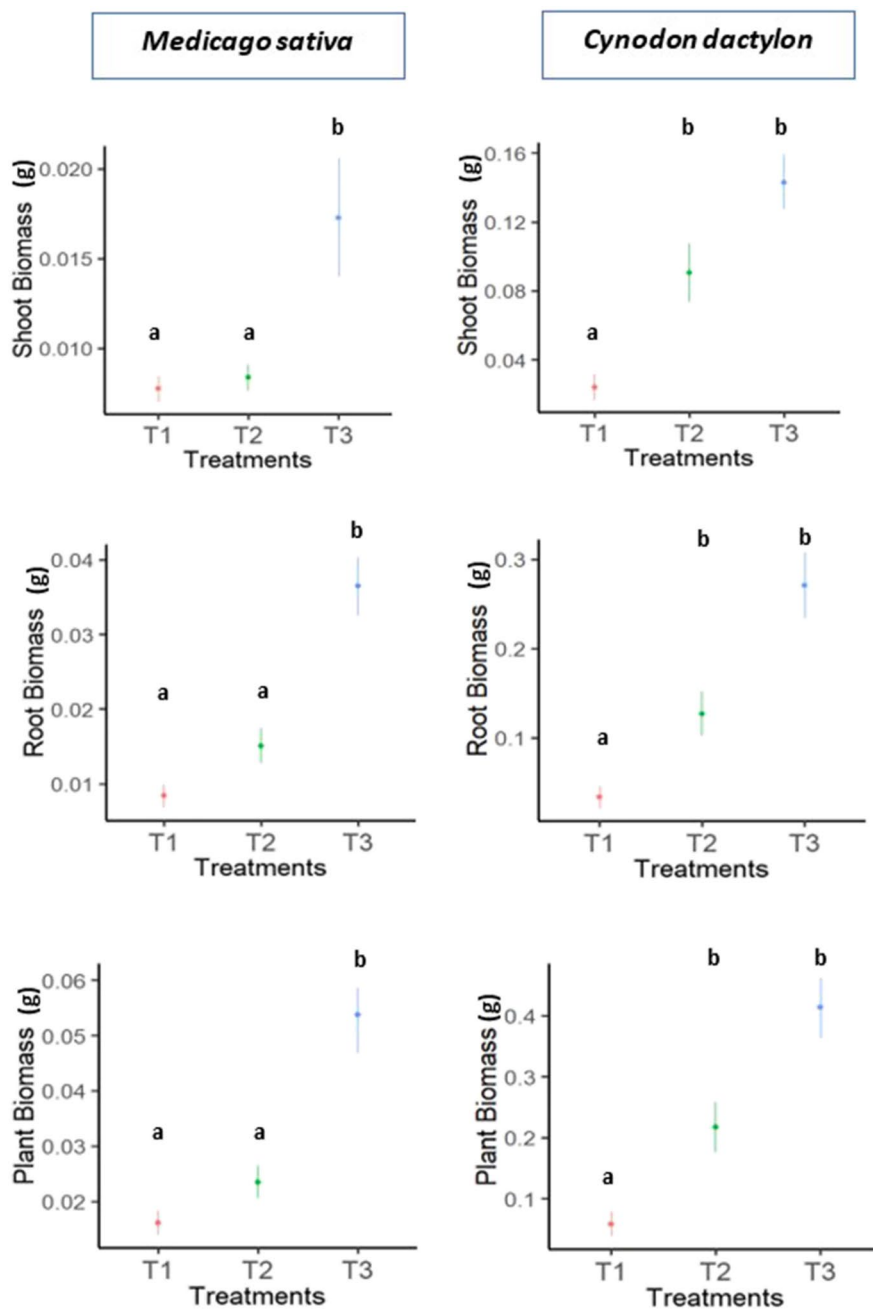 Medicago sativa
Cynodon dactylon
b
Shoot Biomass (g)
0.020
0.015
0.010
a
a
T1 T2 T3
Treatments
b
b
Shoot Biomass (g)
0.16
0.12
0.08
0.04
a
T1 T2 T3
Treatments
b
Root Biomass (g)
0.04
0.03
0.02
0.01
a
a
T1 T2 T3
Treatments
b
b
Root Biomass (g)
0.3
0.2
0.1
a
T1 T2 T3
Treatments
b
Plant Biomass (g)
0.06
0.05
0.04
0.03
0.02
a
a
T1 T2 T3
Treatments
b
b
Plant Biomass (g)
0.4
0.3
0.2
0.1
a
T1 T2 T3
Treatments